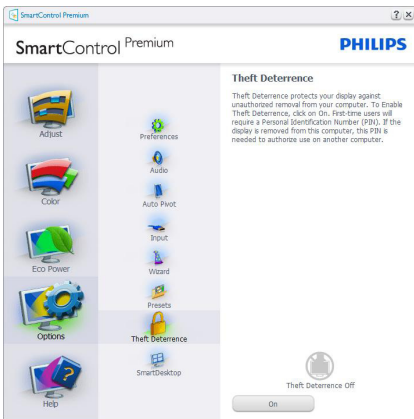 SmartControl Premium
SmartControl Premium
PHILIPS
Adjust
Color
Eco Power
Options
Help
Preferences
Audio
Auto Pivot
Input
Wizard
Presets
Theft Deterrence
SmartDesktop
Theft Deterrence
Theft Deterrence protects your display against
unauthorized removal from your computer. To Enable
Theft Deterrence, click on On. First-time users will
require a Personal Identification Number (PIN). If the
display is removed from this computer, this PIN is
needed to authorize use on another computer.
Theft Deterrence Off
On